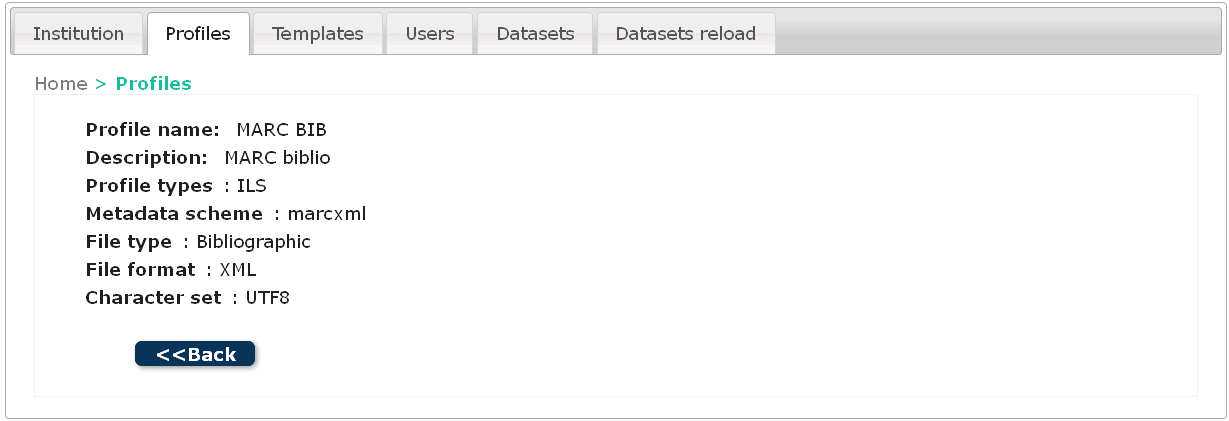 Institution Profiles Templates Users Datasets Datasets reload
Home > Profiles
Profile name: MARC BIB
Description: MARC biblio
Profile types : ILS
Metadata scheme : marcxml
File type : Bibliographic
File format : XML
Character set : UTF8
<<Back